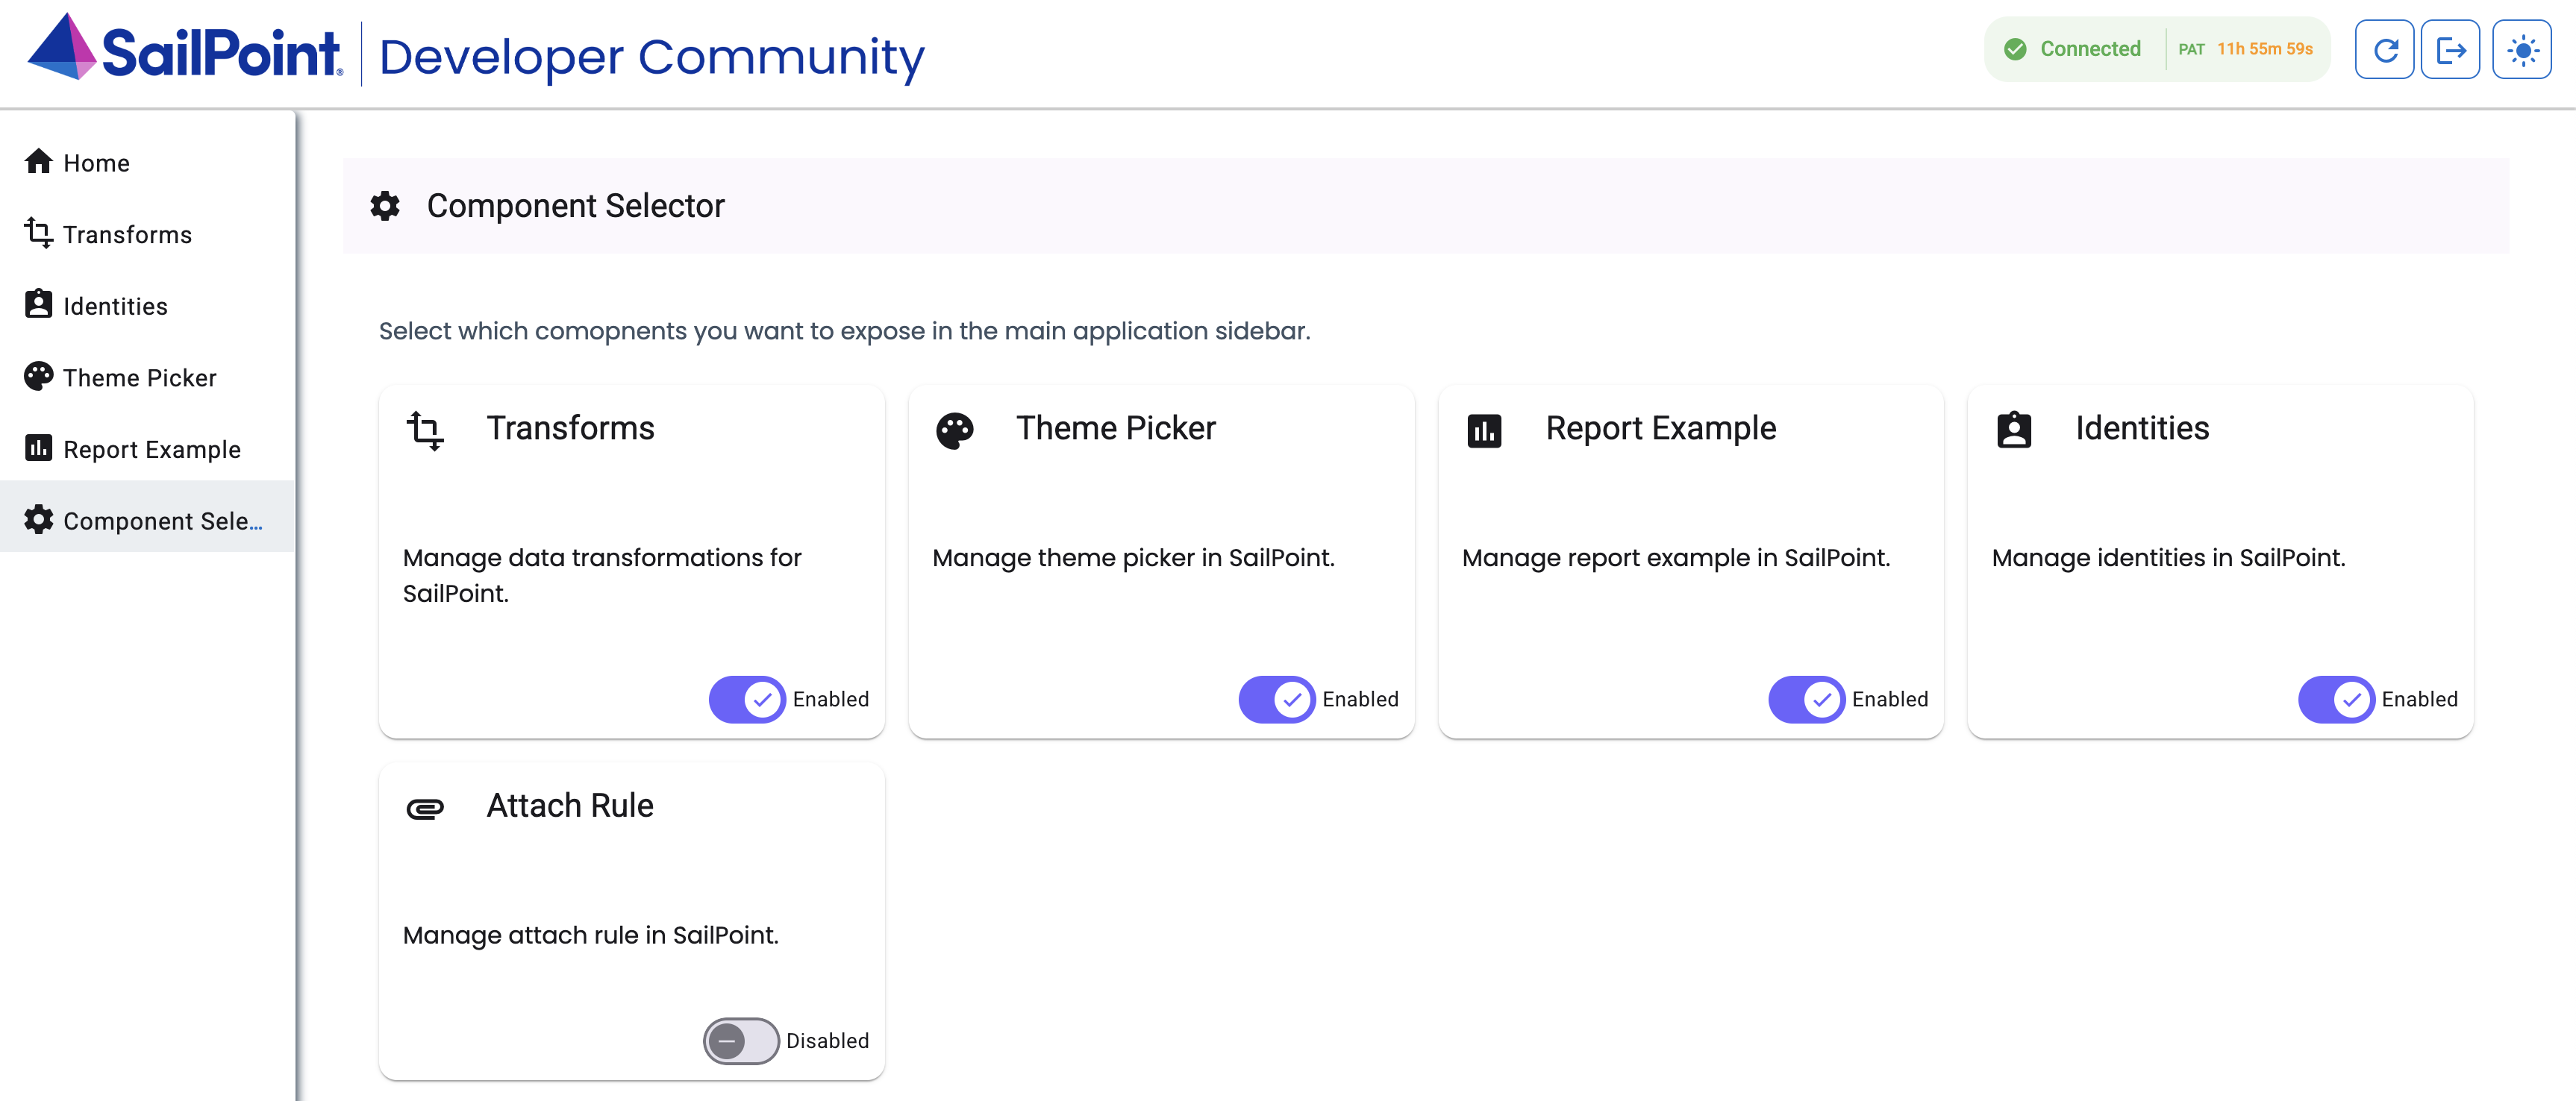 SailPoint® Developer Community
Connected PAT 11h 55m 59s
Home
Transforms
Identities
Theme Picker
Report Example
Component Sele...
Component Selector
Select which comopnents you want to expose in the main application sidebar.
Transforms
Manage data transformations for
SailPoint.
Enabled
Theme Picker
Manage theme picker in SailPoint.
Enabled
Report Example
Manage report example in SailPoint.
Enabled
Identities
Manage identities in SailPoint.
Enabled
Attach Rule
Manage attach rule in SailPoint.
Disabled